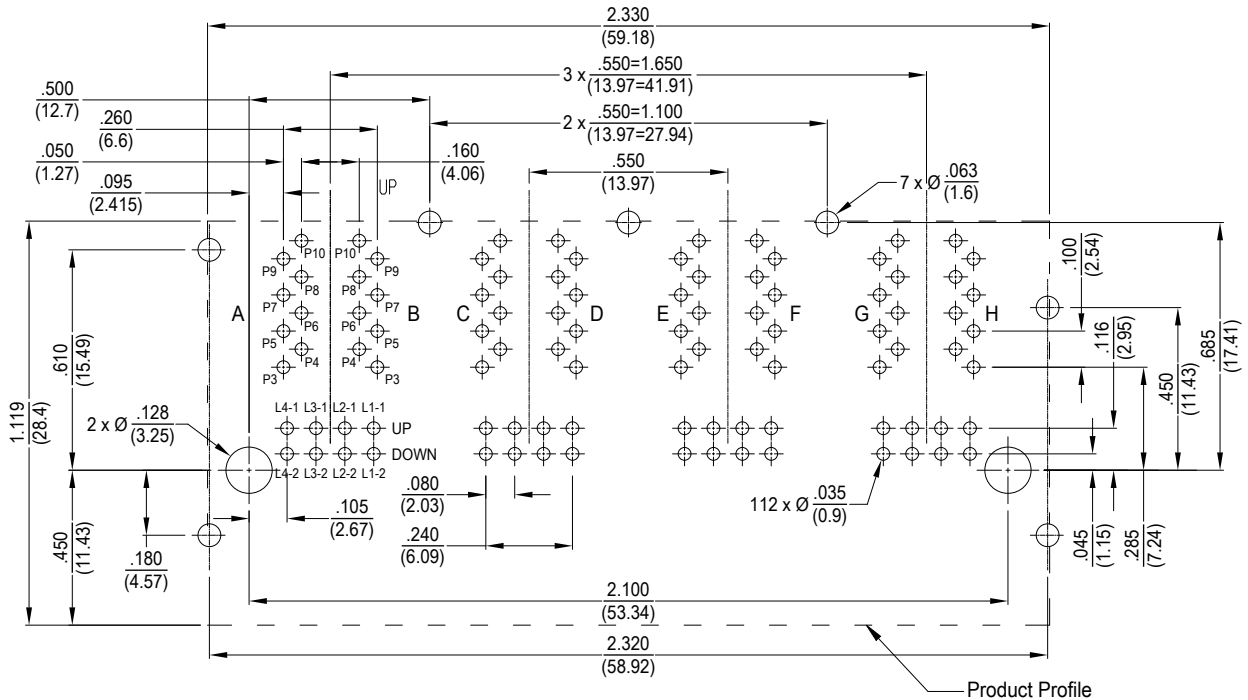 2.330
(59.18)
3 x .550=1.650
(13.97=41.91)
.500
(12.7)
2 x .550=1.100
(13.97=27.94)
.260
(6.6)
.050
(1.27)
.160
(4.06)
.550
(13.97)
7 x Ø .063
(1.6)
.095
(2.415)
UP
P10 P10
P9 P9
P8 P8
P7 P7
A B C D E F G H
P6 P6
P5 P5
P4 P4
P3 P3
.100
(2.54)
.116
(2.95)
.450
(11.43)
.685
(17.41)
1.119
(28.4)
.610
(15.49)
2 x Ø .128
(3.25)
L4-1 L3-1 L2-1 L1-1
UP
DOWN
L4-2 L3-2 L2-2 L1-2
.080
(2.03)
112 x Ø .035
(0.9)
.105
(2.67)
.240
(6.09)
.450
(11.43)
.180
(4.57)
.045
(1.15)
.285
(7.24)
2.100
(53.34)
2.320
(58.92)
Product Profile